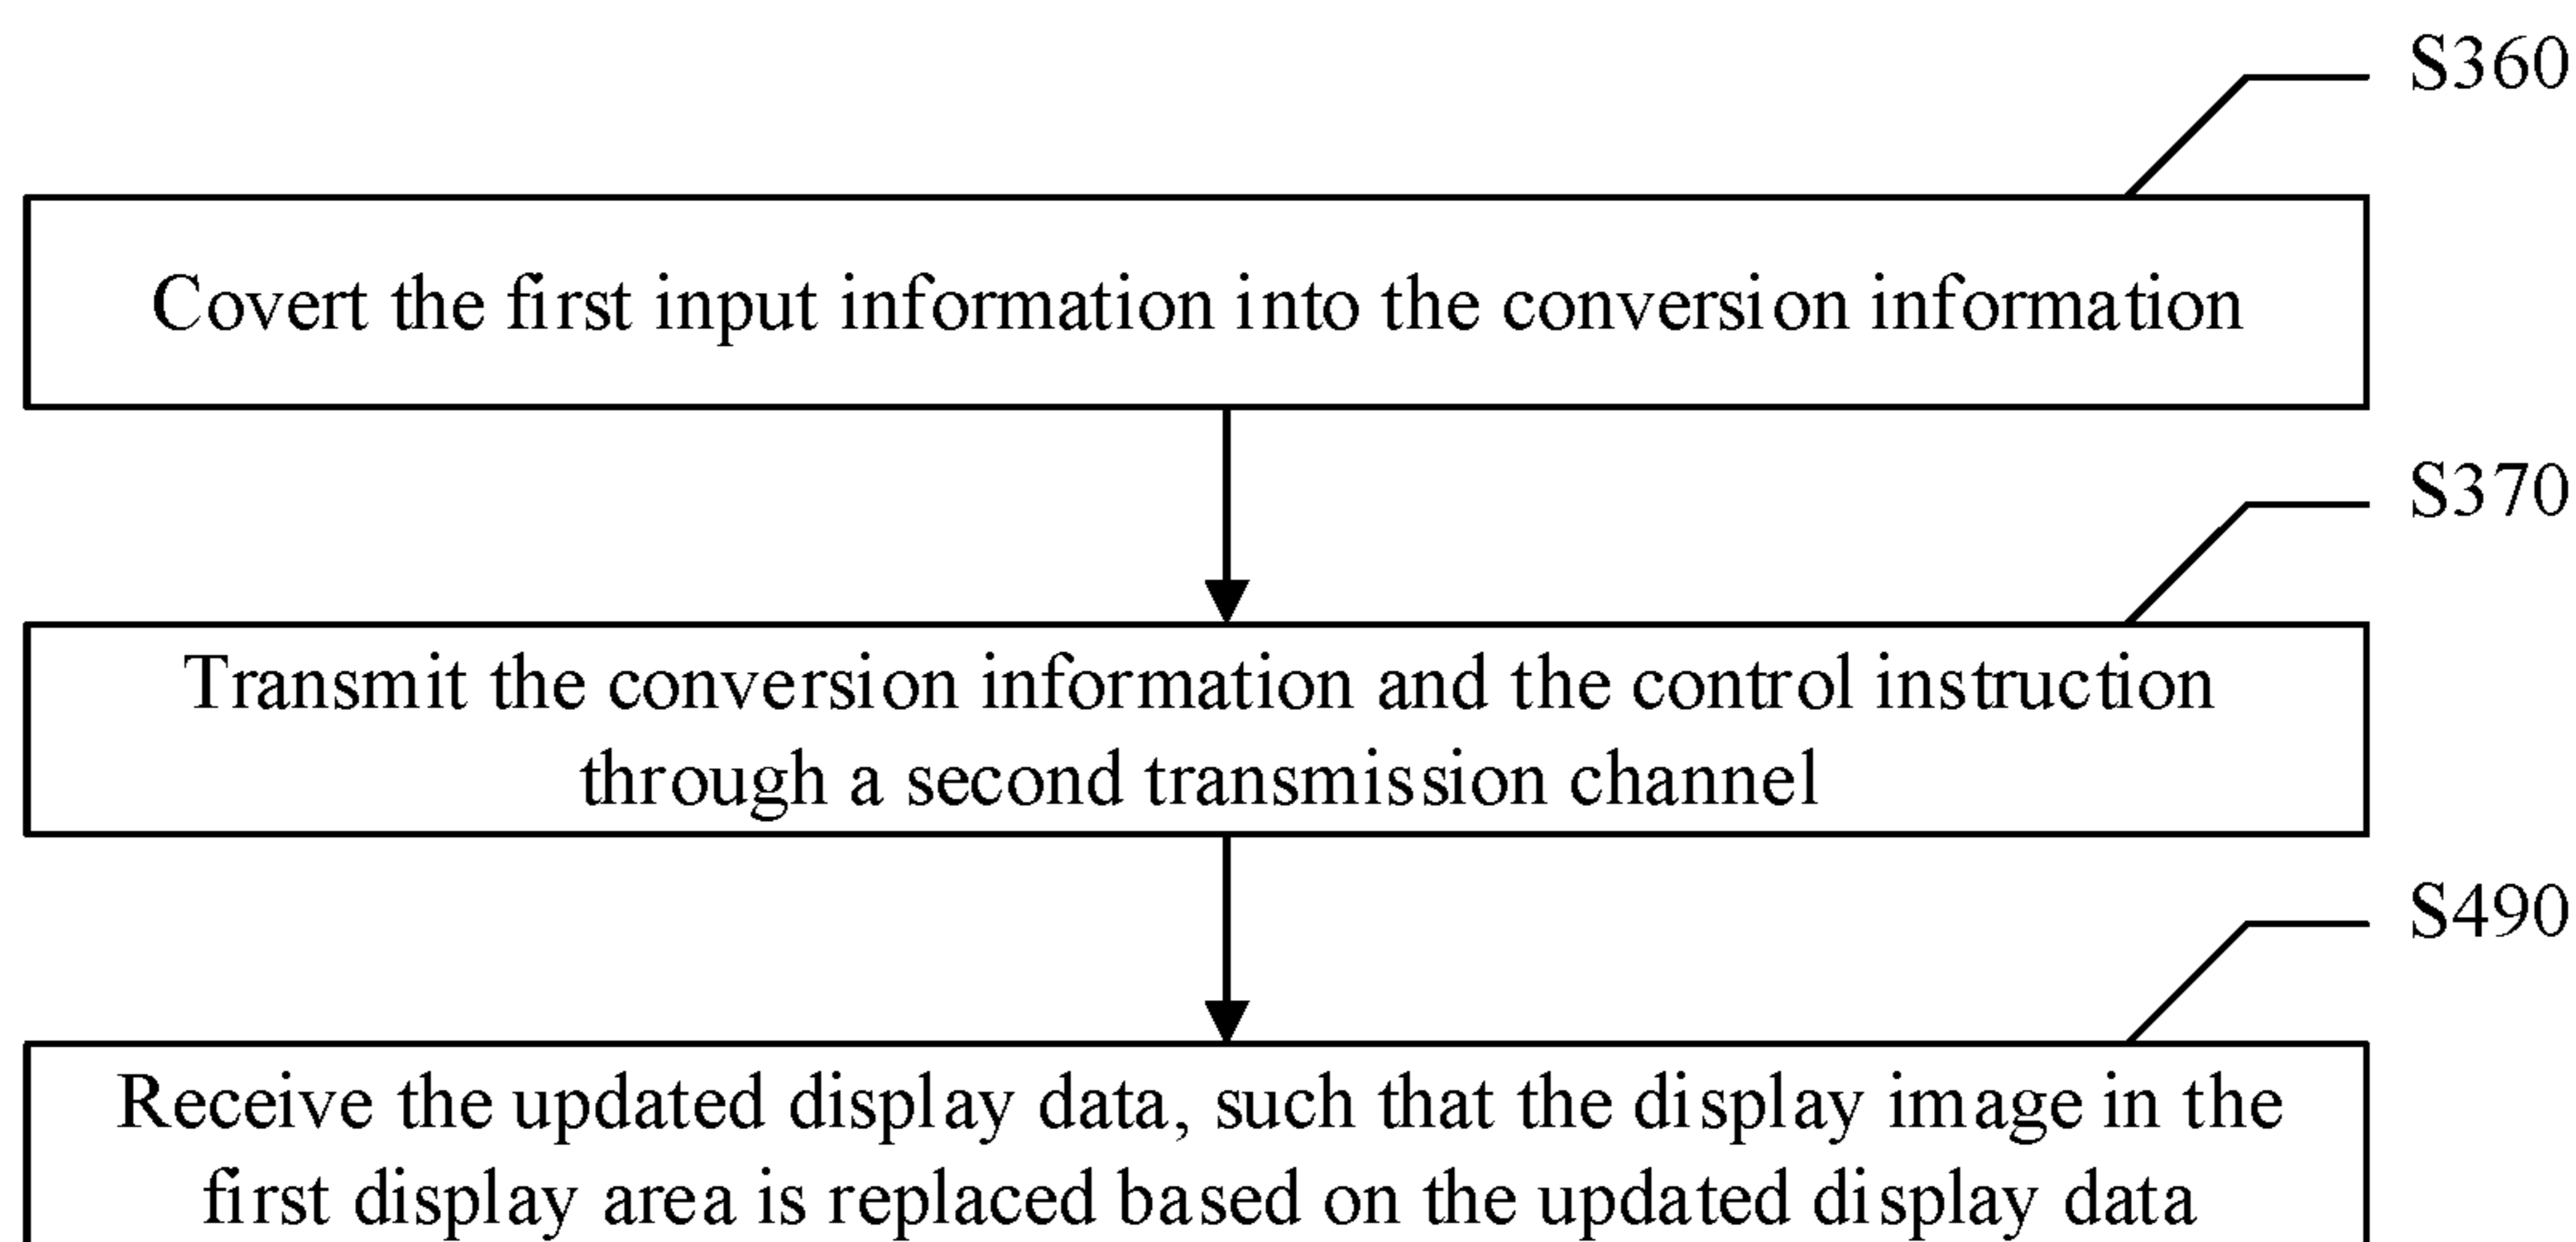 S360
Covert the first input information into the conversion information
S370
Transmit the conversion information and the control instruction
through a second transmission channel
S490
Receive the updated display data, such that the display image in the
first display area is replaced based on the updated display data